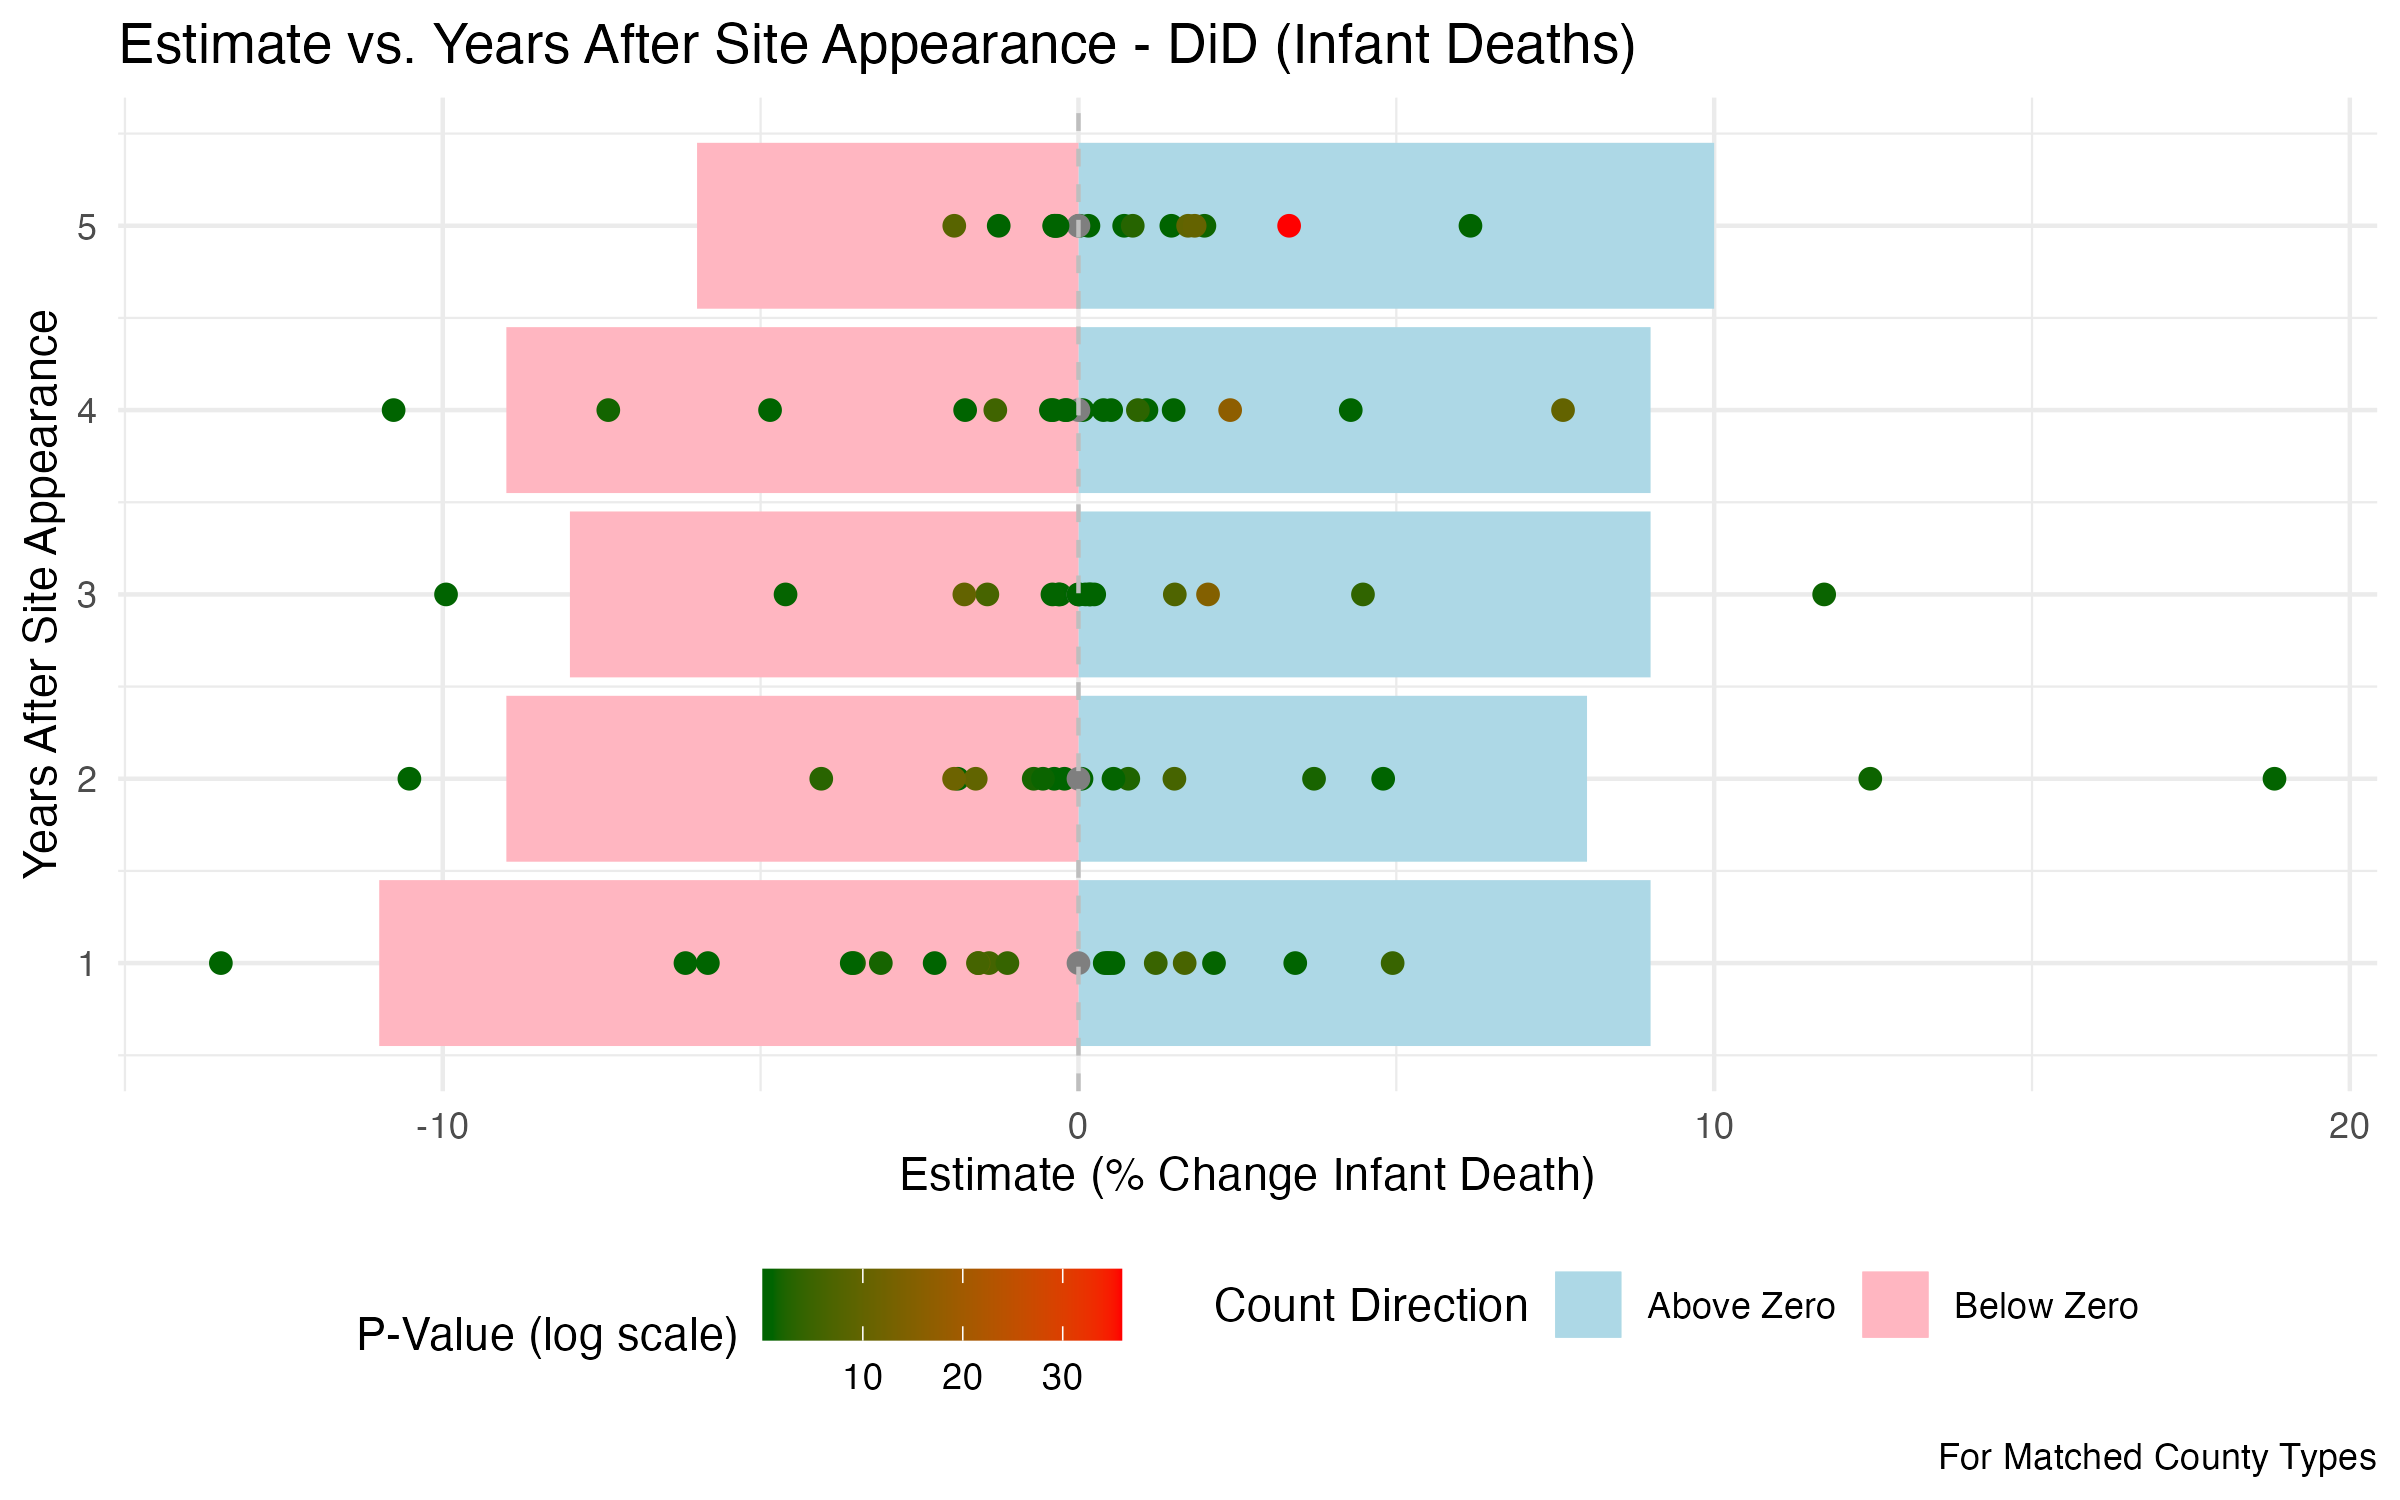 Estimate vs. Years After Site Appearance - DiD (Infant Deaths)
Years After Site Appearance
5
4
3
2
1
-10 0 10 20
Estimate (% Change Infant Death)
P-Value (log scale)
10 20 30
Count Direction Above Zero Below Zero
For Matched County Types